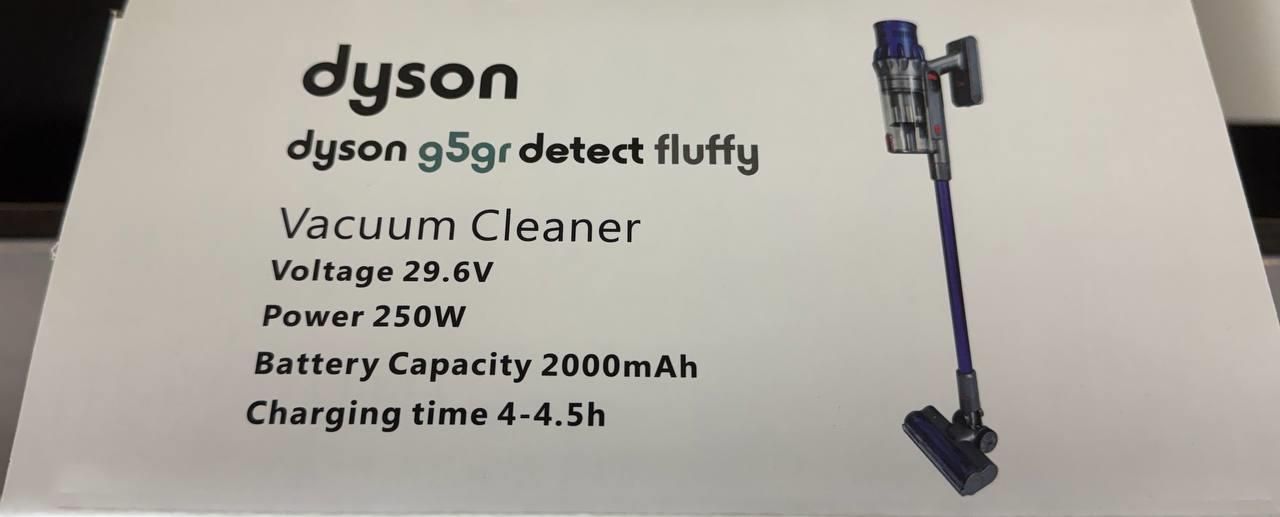 dyson
dyson g5gr detect fluffy
Vacuum Cleaner
Voltage 29.6V
Power 250W
Battery Capacity 2000mAh
Charging time 4-4.5h